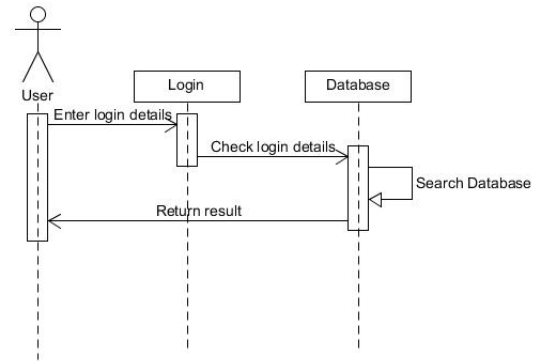 Login
Database
User
Enter login details
Check login details
Search Database
Return result